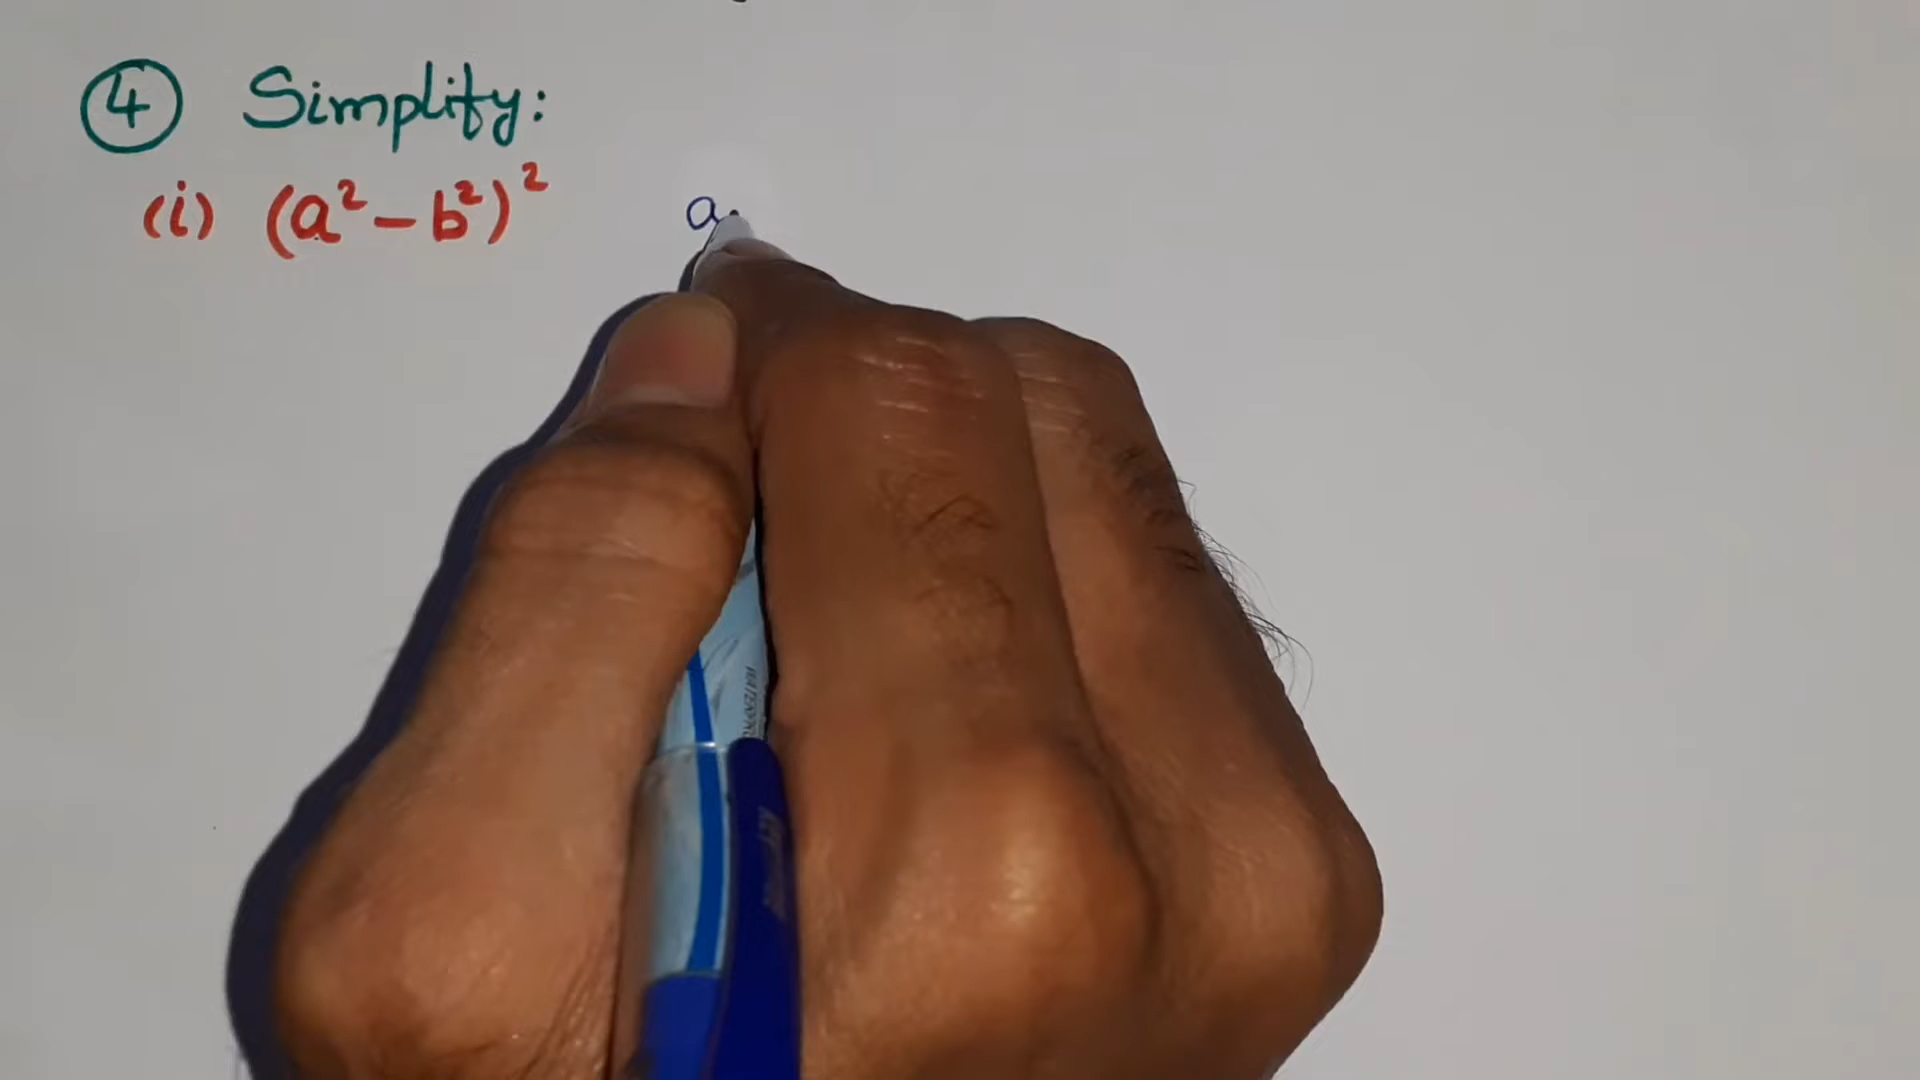 ④ Simplify:
(i) (a² - b²)² a